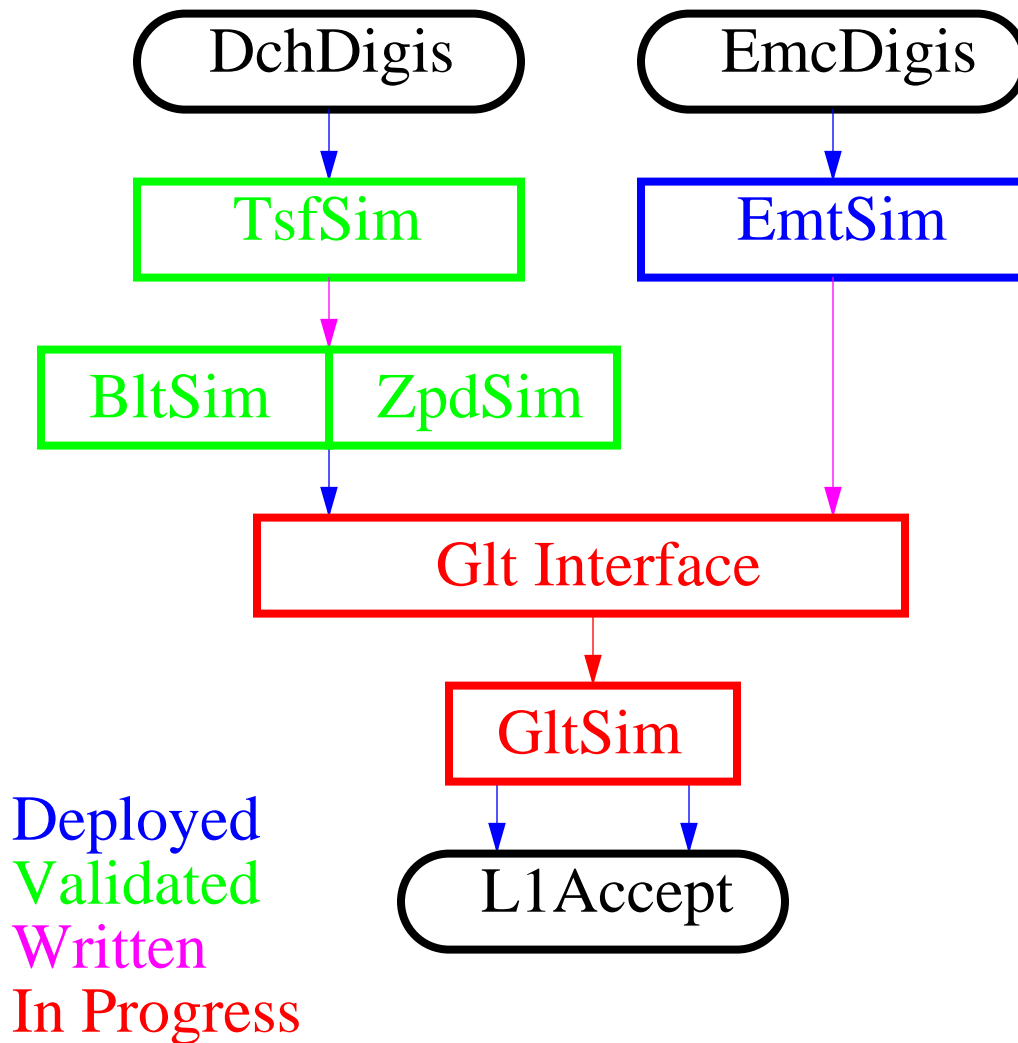 DchDigis
EmcDigis
TsfSim
EmtSim
BltSim
ZpdSim
Glt Interface
GltSim
L1Accept
Deployed
Validated
Written
In Progress